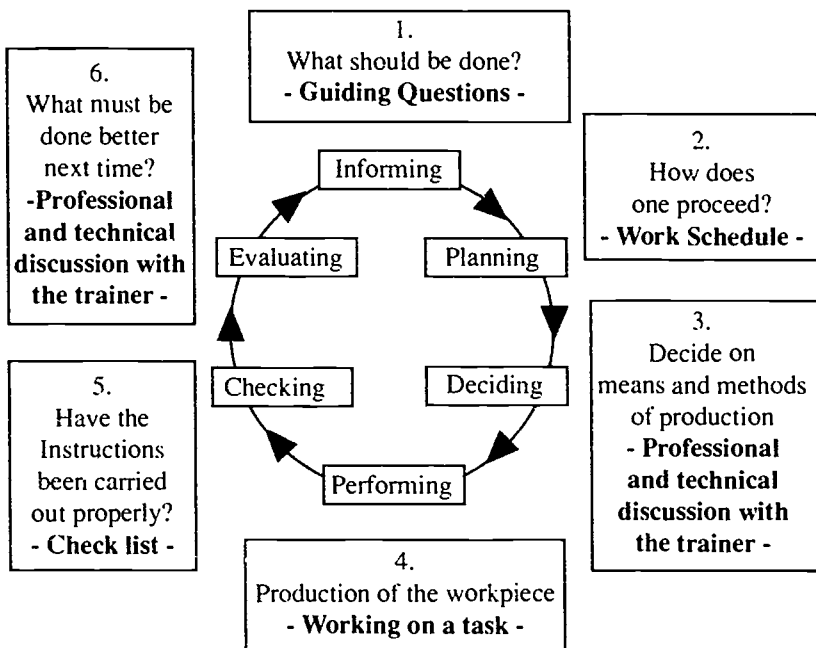 1.
What should be done?
- Guiding Questions -
2.
How does
one proceed?
- Work Schedule -
3.
Decide on
means and methods
of production
- Professional
and technical
discussion with
the trainer -
4.
Production of the workpiece
- Working on a task -
5.
Have the
Instructions
been carried
out properly?
- Check list -
6.
What must be
done better
next time?
-Professional
and technical
discussion with
the trainer -
Informing
Planning
Deciding
Performing
Checking
Evaluating